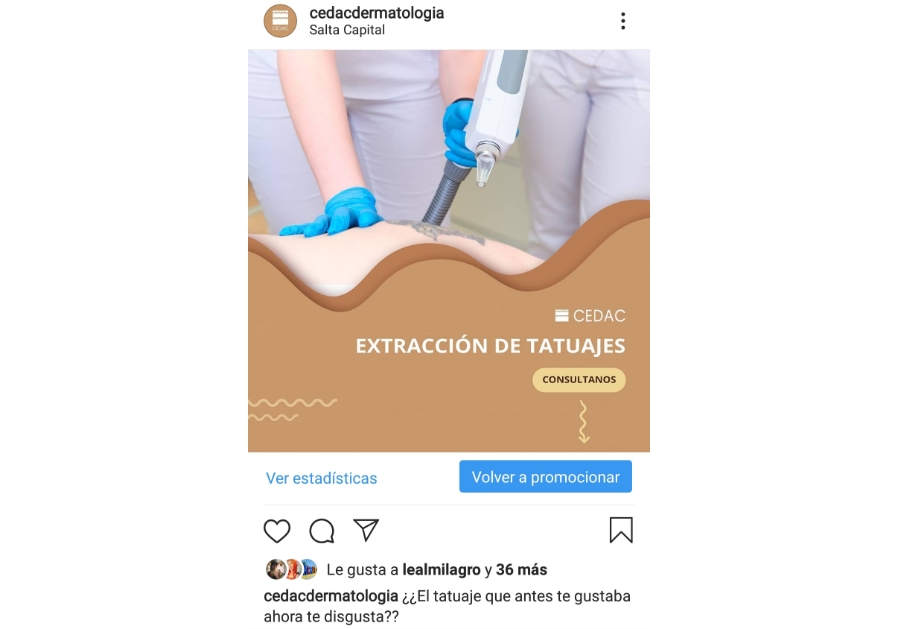 cedacdermatologia
Salta Capital
CEDAC
EXTRACCIÓN DE TATUAJES
CONSULTANOS
Ver estadísticas
Volver a promocionar
Le gusta a lealmilagro y 36 más
cedacdermatologia ¿¿El tatuaje que antes te gustaba
ahora te disgusta??